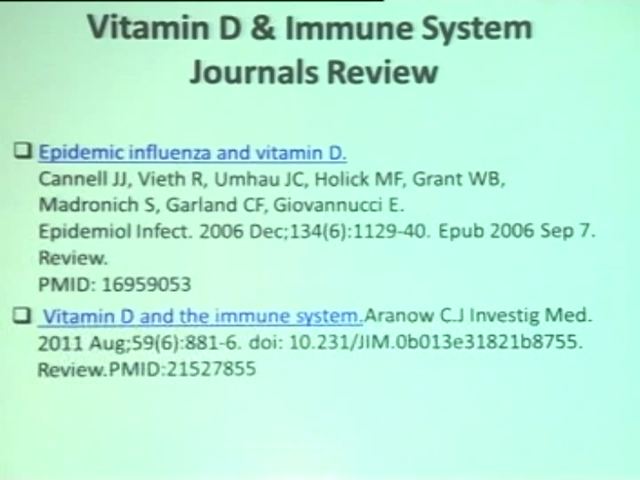 Vitamin D & Immune System
Journals Review
Epidemic influenza and vitamin D.
Cannell JJ, Vieth R, Umhau JC, Holick MF, Grant WB,
Madronich S, Garland CF, Giovannucci E.
Epidemiol Infect. 2006 Dec;134(6):1129-40. Epub 2006 Sep 7.
Review.
PMID: 16959053
Vitamin D and the immune system.Aranow C.J Investig Med.
2011 Aug;59(6):881-6. doi: 10.231/JIM.0b013e31821b8755.
Review.PMID:21527855